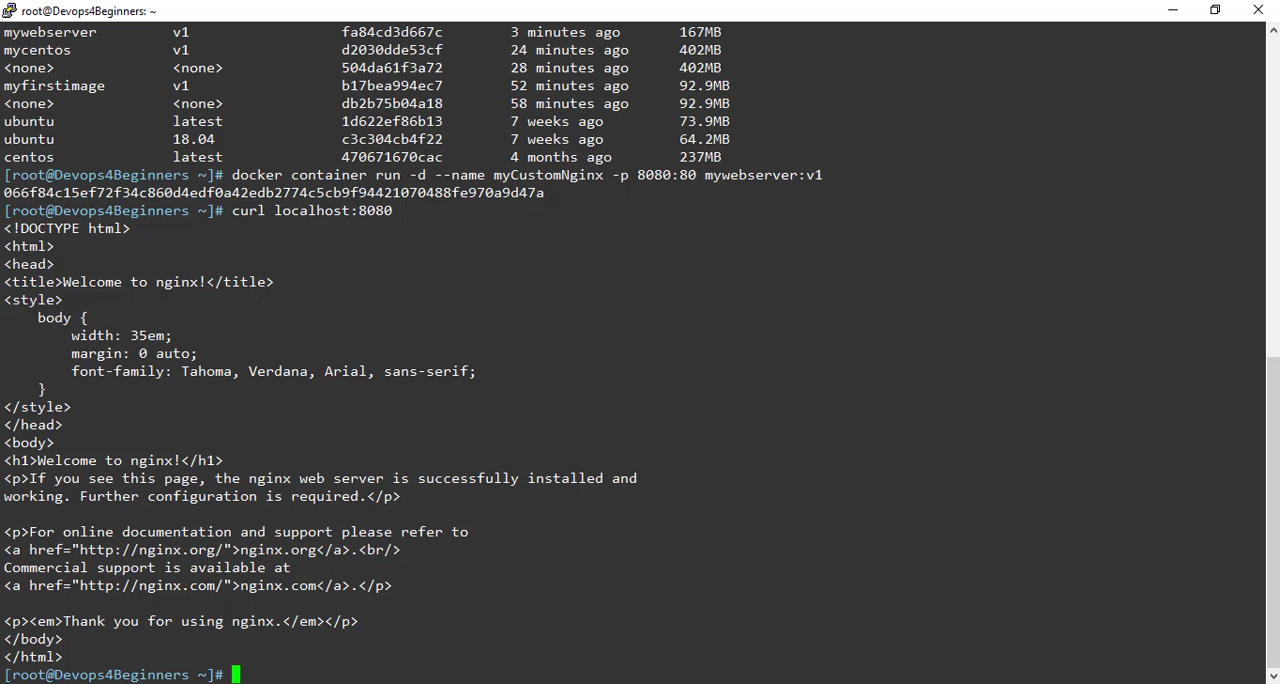 root@Devops4Beginners: ~
mywebserver v1 fa84cd3d667c 3 minutes ago 167MB
mycentos v1 d2030dde53cf 24 minutes ago 402MB
<none> <none> 504da61f3a72 28 minutes ago 402MB
myfirstimage v1 b17bea994ec7 52 minutes ago 92.9MB
<none> <none> db2b75b04a18 58 minutes ago 92.9MB
ubuntu latest 1d622ef86b13 7 weeks ago 73.9MB
ubuntu 18.04 c3c304cb4f22 7 weeks ago 64.2MB
centos latest 470671670cac 4 months ago 237MB
[root@Devops4Beginners ~]# docker container run -d --name myCustomNginx -p 8080:80 mywebserver:v1
066f84c15ef72f34c860d4edf0a42edb2774c5cb9f94421070488fe970a9d47a
[root@Devops4Beginners ~]# curl localhost:8080
<!DOCTYPE html>
<html>
<head>
<title>Welcome to nginx!</title>
<style>
    body {
        width: 35em;
        margin: 0 auto;
        font-family: Tahoma, Verdana, Arial, sans-serif;
    }
</style>
</head>
<body>
<h1>Welcome to nginx!</h1>
<p>If you see this page, the nginx web server is successfully installed and
working. Further configuration is required.</p>
<p>For online documentation and support please refer to
<a href="http://nginx.org/">nginx.org</a>.<br/>
Commercial support is available at
<a href="http://nginx.com/">nginx.com</a>.</p>
<p><em>Thank you for using nginx.</em></p>
</body>
</html>
[root@Devops4Beginners ~]#